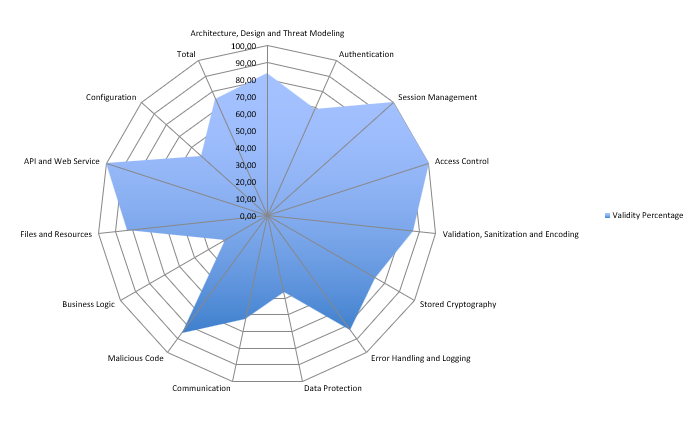 Architecture, Design and Threat Modeling
Total
100,00
Authentication
90,00
80,00
Configuration
Session Management
70,00
60,00
50,00
API and Web Service
40,00
Access Control
30,00
20,00
10,00
0,00
Validity Percentage
Files and Resources
Validation, Sanitization and Encoding
Business Logic
Stored Cryptography
Malicious Code
Error Handling and Logging
Communication
Data Protection